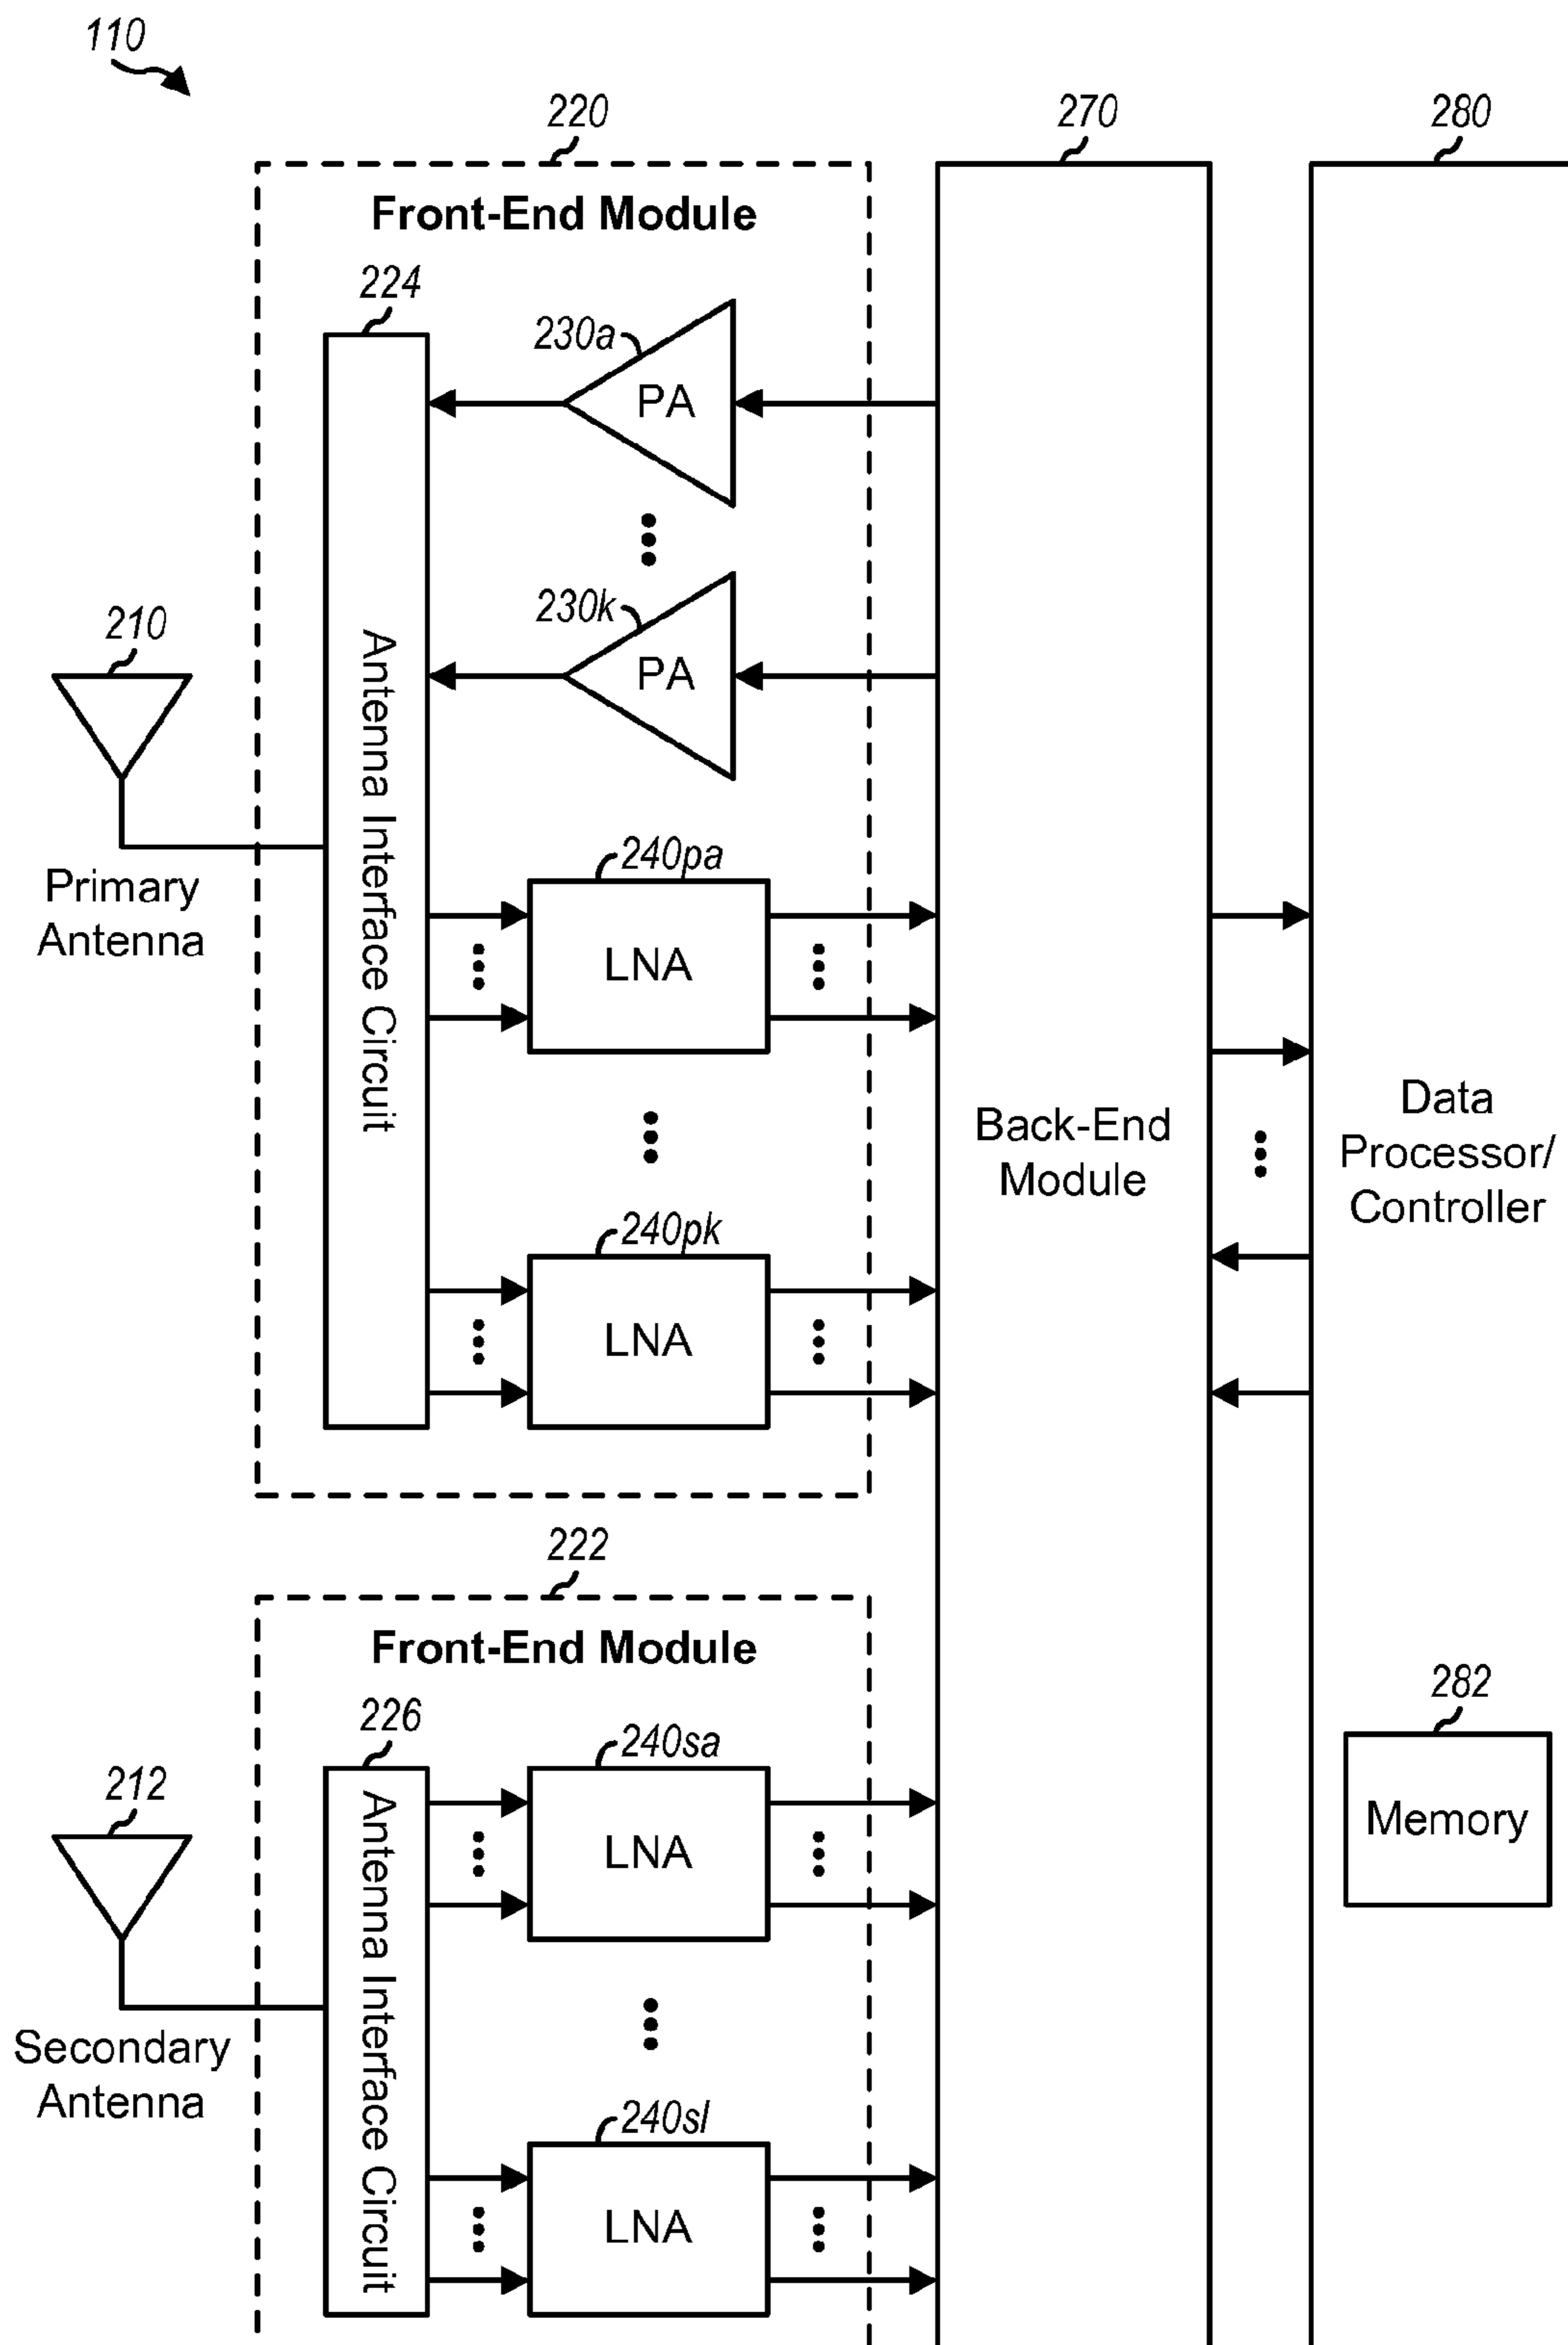 110
220
270
280
Front-End Module
224
230a
PA
230k
PA
210
Primary
Antenna
Antenna Interface Circuit
240pa
LNA
240pk
LNA
Back-End
Module
Data
Processor/
Controller
222
Front-End Module
226
240sa
LNA
282
Memory
212
Secondary
Antenna
Antenna Interface Circuit
240sl
LNA